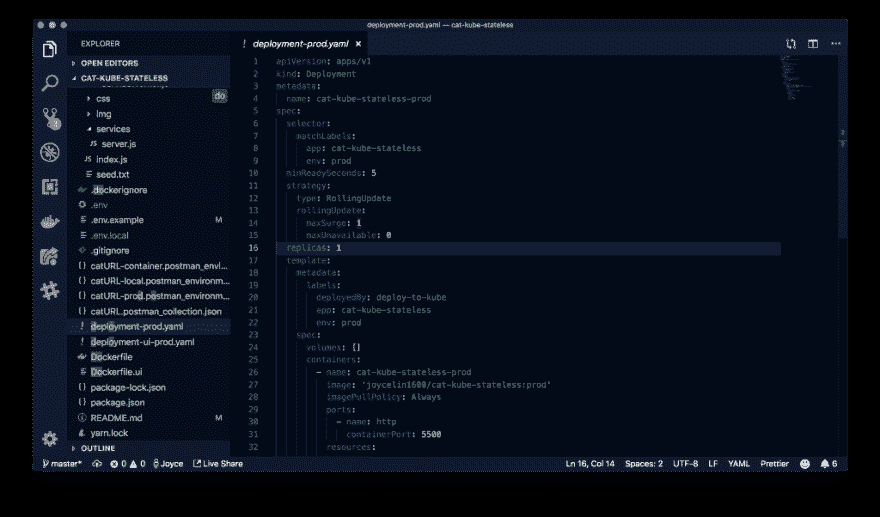 deployment-prod.yaml — cat-kube-stateless
EXPLORER
OPEN EDITORS
CAT-KUBE-STATELESS
do
css
img
services
JS server.js
JS index.js
seed.txt
.dockerignore
.env
.env.example M
.env.local
.gitignore
{} catURL-container.postman_envi...
{} catURL-local.postman_environm...
{} catURL-prod.postman_environm...
{} catURL.postman_collection.json
! deployment-prod.yaml
! deployment-ui-prod.yaml
Dockerfile
Dockerfile.ui
{} package-lock.json
{} package.json
README.md M
yarn.lock
OUTLINE
! deployment-prod.yaml ×
1 apiVersion: apps/v1
2 kind: Deployment
3 metadata:
4 name: cat-kube-stateless-prod
5 spec:
6 selector:
7 matchLabels:
8 app: cat-kube-stateless
9 env: prod
10 minReadySeconds: 5
11 strategy:
12 type: RollingUpdate
13 rollingUpdate:
14 maxSurge: 1
15 maxUnavailable: 0
16 replicas: 1
17 template:
18 metadata:
19 labels:
20 deployedBy: deploy-to-kube
21 app: cat-kube-stateless
22 env: prod
23 spec:
24 volumes: []
25 containers:
26 - name: cat-kube-stateless-prod
27 image: 'joycelin1600/cat-kube-stateless:prod'
28 imagePullPolicy: Always
29 ports:
30 - name: http
31 containerPort: 5500
32 resources:
master* 0 0 Joyce Live Share
Ln 16, Col 14 Spaces: 2 UTF-8 LF YAML Prettier 6